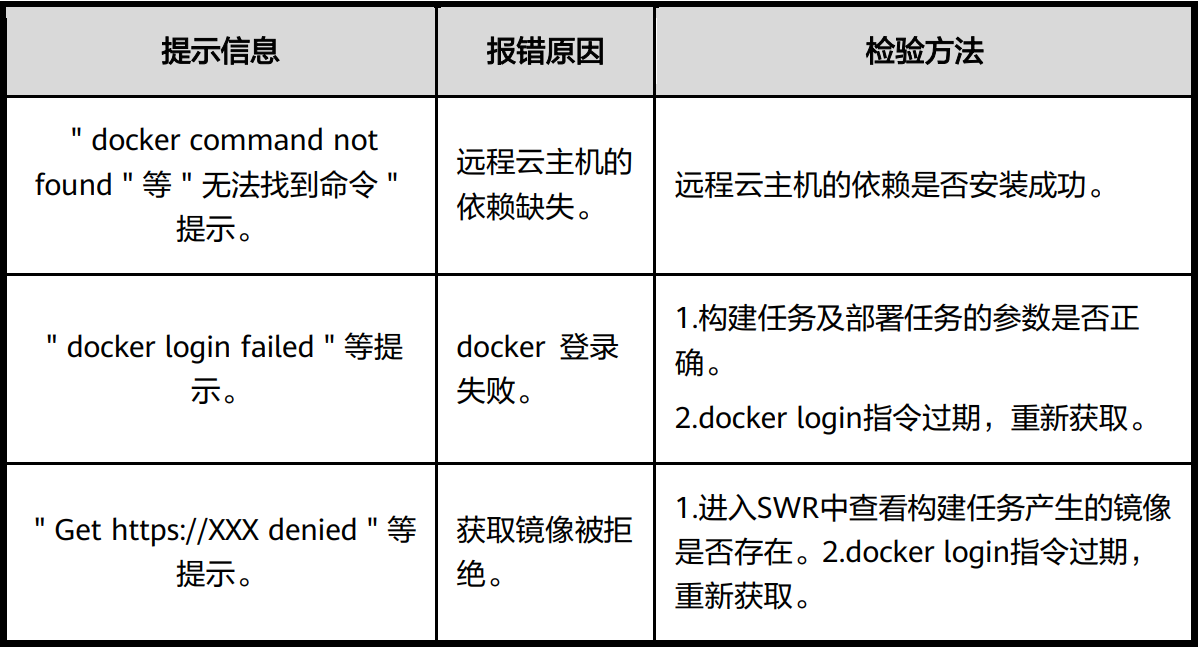 提示信息
报错原因
检验方法
" docker command not
found " 等 " 无法找到命令 "
提示。
远程云主机的
依赖缺失。
远程云主机的依赖是否安装成功。
" docker login failed " 等提
示。
docker 登录
失败。
1.构建任务及部署任务的参数是否正
确。
2.docker login指令过期，重新获取。
" Get https://XXX denied " 等
提示。
获取镜像被拒
绝。
1.进入SWR中查看构建任务产生的镜像
是否存在。2.docker login指令过期，
重新获取。